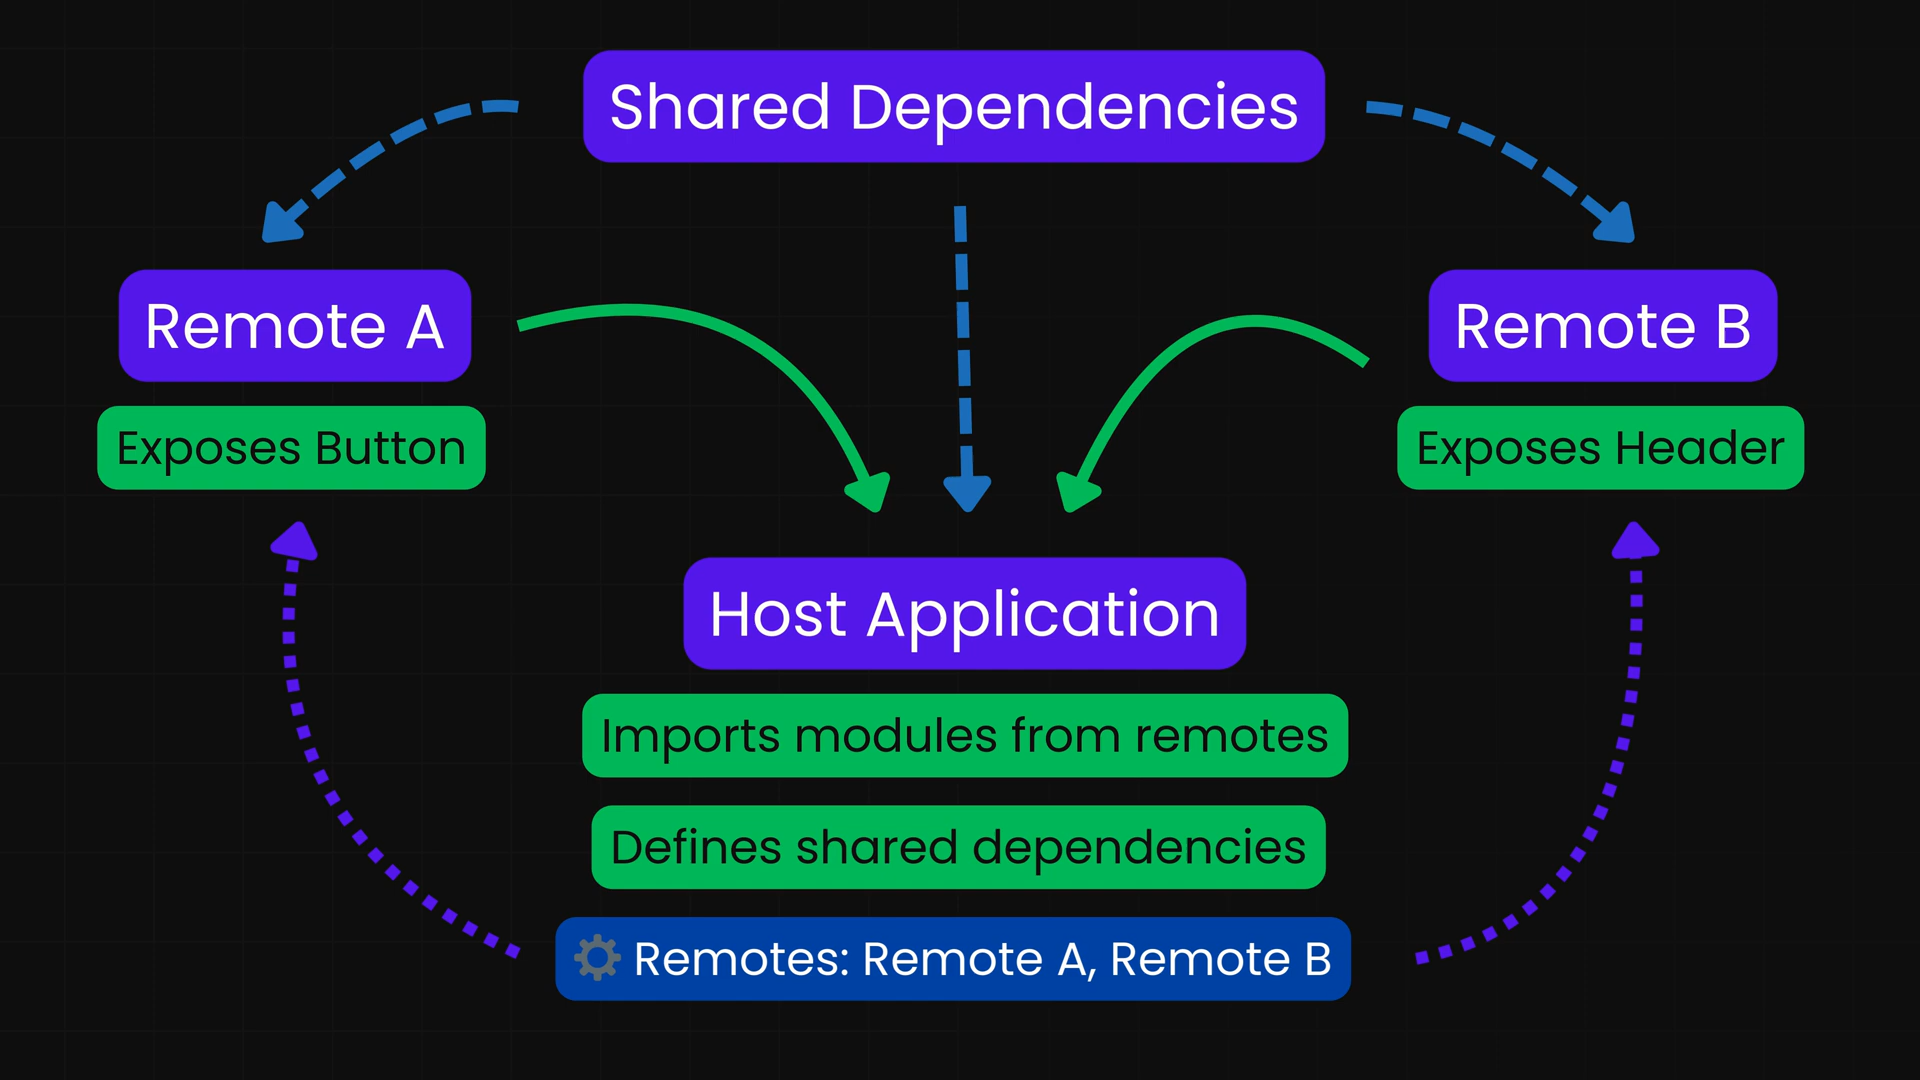 Shared Dependencies
Remote A
Remote B
Exposes Button
Exposes Header
Host Application
Imports modules from remotes
Defines shared dependencies
Remotes: Remote A, Remote B